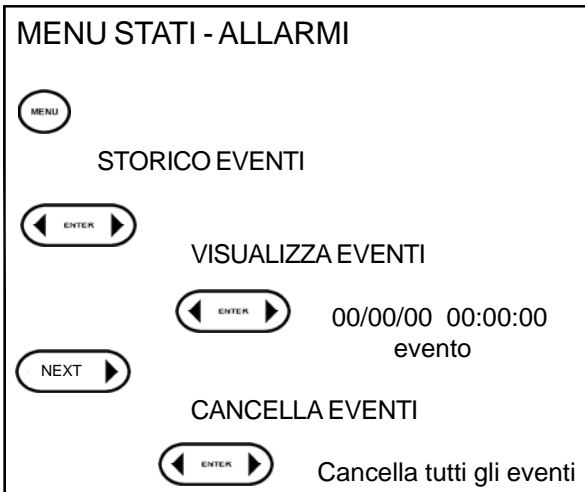 MENU STATI - ALLARMI
MENU
STORICO EVENTI
ENTER
VISUALIZZA EVENTI
ENTER 00/00/00 00:00:00
evento
NEXT
CANCELLA EVENTI
ENTER Cancella tutti gli eventi